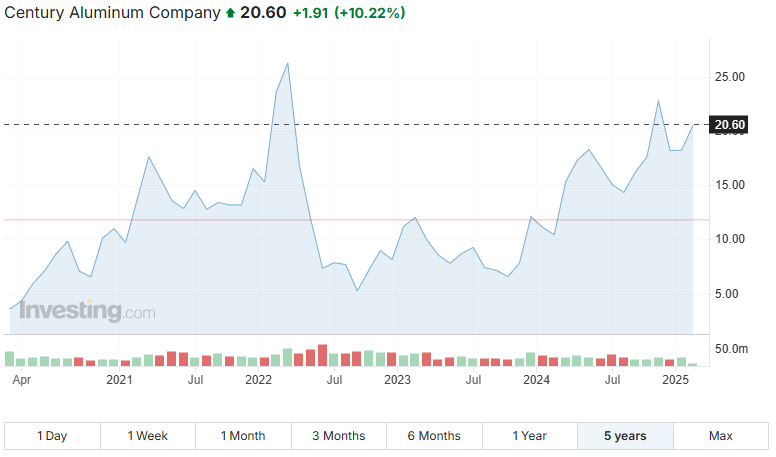 Century Aluminum Company 20.60 +1.91 (+10.22%)
25.00
20.60
20.00
15.00
10.00
5.00
Investing.com
50.0m
Apr 2021 Jul 2022 Jul 2023 Jul 2024 Jul 2025
1 Day 1 Week 1 Month 3 Months 6 Months 1 Year 5 years Max